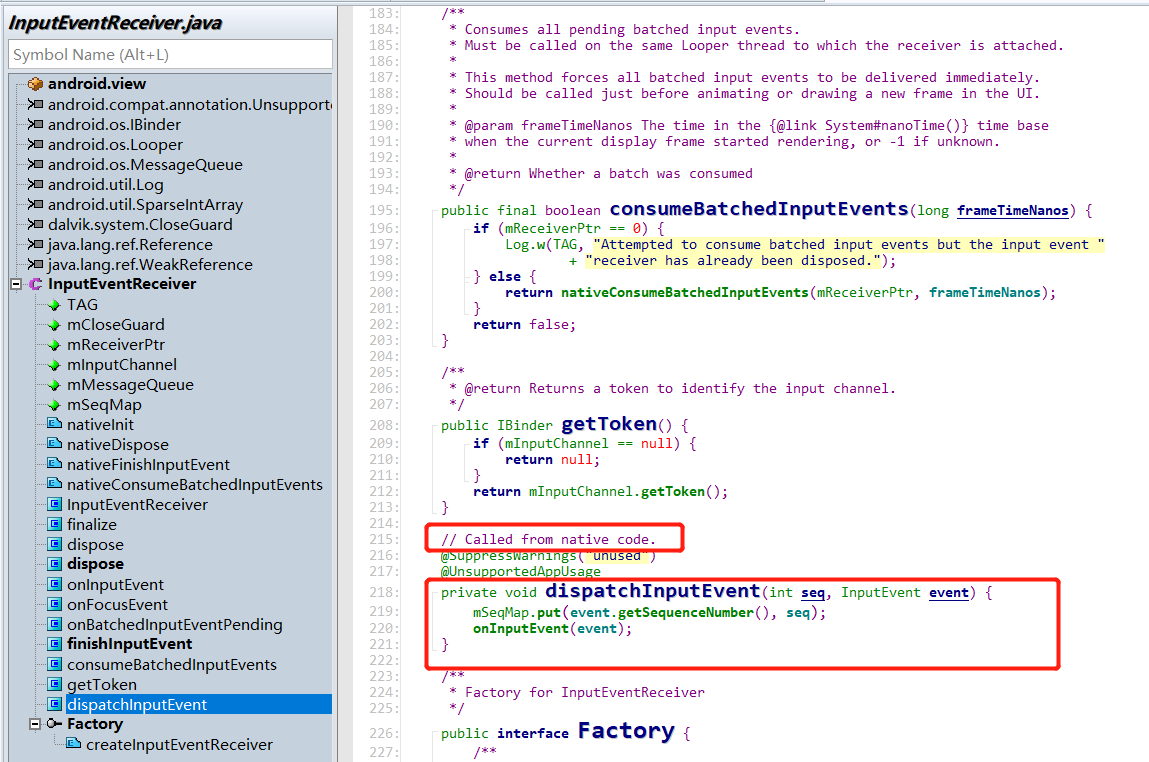 InputEventReceiver.java
Symbol Name (Alt+L)
android.view
android.compat.annotation.Unsupporte
android.os.IBinder
android.os.Looper
android.os.MessageQueue
android.util.Log
android.util.SparseIntArray
dalvik.system.CloseGuard
java.lang.ref.Reference
java.lang.ref.WeakReference
InputEventReceiver
TAG
mCloseGuard
mReceiverPtr
mInputChannel
mMessageQueue
mSeqMap
nativeInit
nativeDispose
nativeFinishInputEvent
nativeConsumeBatchedInputEvents
InputEventReceiver
finalize
dispose
dispose
onInputEvent
onFocusEvent
onBatchedInputEventPending
finishInputEvent
consumeBatchedInputEvents
getToken
dispatchInputEvent
Factory
createInputEventReceiver
183: /**
184: * Consumes all pending batched input events.
185: * Must be called on the same Looper thread to which the receiver is attached.
186: *
187: * This method forces all batched input events to be delivered immediately.
188: * Should be called just before animating or drawing a new frame in the UI.
189: *
190: * @param frameTimeNanos The time in the {@link System#nanoTime()} time base
191: * when the current display frame started rendering, or -1 if unknown.
192: *
193: * @return Whether a batch was consumed
194: */
195: public final boolean consumeBatchedInputEvents(long frameTimeNanos) {
196: if (mReceiverPtr == 0) {
197: Log.w(TAG, "Attempted to consume batched input events but the input event "
198: + "receiver has already been disposed.");
199: } else {
200: return nativeConsumeBatchedInputEvents(mReceiverPtr, frameTimeNanos);
201: }
202: return false;
203: }
204:
205: /**
206: * @return Returns a token to identify the input channel.
207: */
208: public IBinder getToken() {
209: if (mInputChannel == null) {
210: return null;
211: }
212: return mInputChannel.getToken();
213: }
214:
215: // Called from native code.
216: @SuppressWarnings("unused")
217: @UnsupportedAppUsage
218: private void dispatchInputEvent(int seq, InputEvent event) {
219: mSeqMap.put(event.getSequenceNumber(), seq);
220: onInputEvent(event);
221: }
222:
223: /**
224: * Factory for InputEventReceiver
225: */
226: public interface Factory {
227: /**